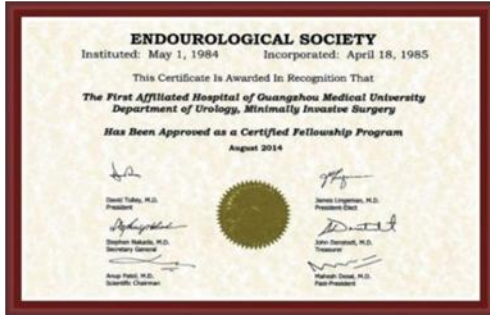 ENDOUROLOGICAL SOCIETY
Instituted: May 1, 1984 Incorporated: April 18, 1985
This Certificate Is Awarded In Recognition That
The First Affiliated Hospital of Guangzhou Medical University
Department of Urology, Minimally Invasive Surgery
Has Been Approved as a Certified Fellowship Program
August 2014
David Tolley, M.D.
President
James Lingeman, M.D.
President-Elect
Stephen Nakada, M.D.
Secretary General
John Denstedt, M.D.
Treasurer
Anup Patel, M.D.
Scientific Chairman
Mahesh Desai, M.D.
Past-President